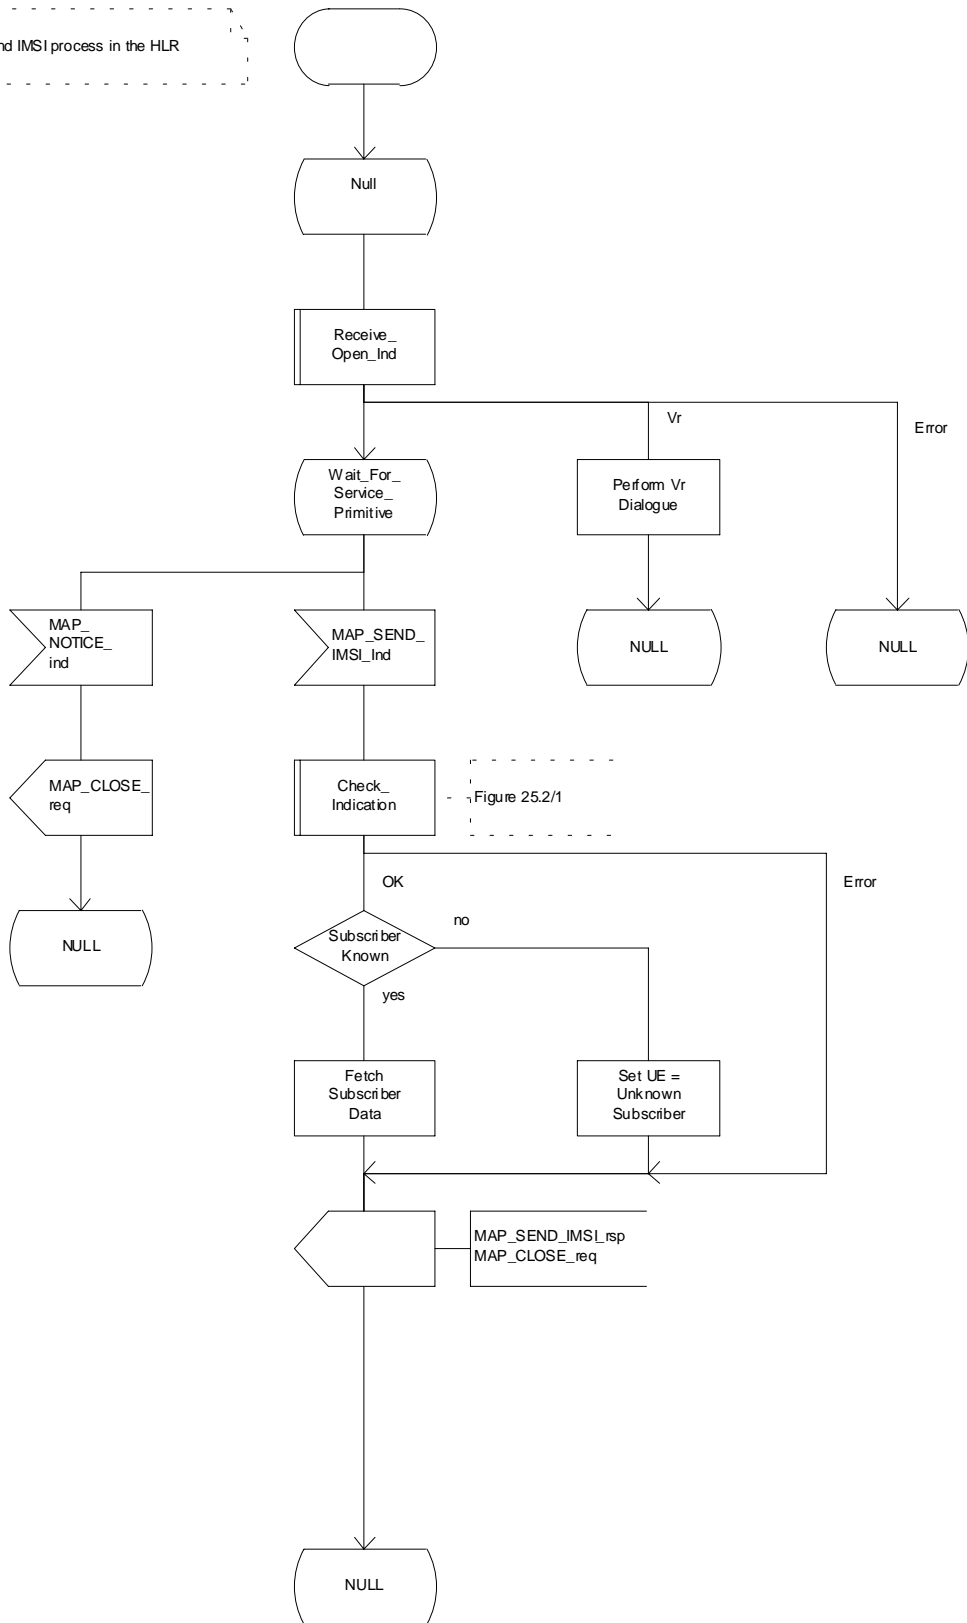 nd IMSI process in the HLR
Null
Receive_
Open_Ind
Vr
Error
Wait_For_
Service_
Primitive
Perform Vr
Dialogue
MAP_
NOTICE_
ind
MAP_SEND_
IMSI_Ind
NULL
NULL
MAP_CLOSE_
req
Check_
Indication
Figure 25.2/1
OK
Error
NULL
Subscriber
Known
no
yes
Fetch
Subscriber
Data
Set UE =
Unknown
Subscriber
MAP_SEND_IMSI_rsp
MAP_CLOSE_req
NULL